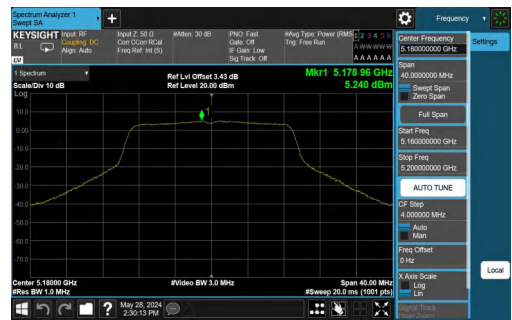 Spectrum Analyzer 1
Swept SA
+
Frequency
KEYSIGHT
RL
LV
Input: RF
Coupling: DC
Align: Auto
Input Z: 50 Ω
Corr CCorr RCal
Freq Ref: Int (S)
#Atten: 30 dB
PNO: Fast
Gate: Off
IF Gain: Low
Sig Track: Off
#Avg Type: Power (RMS
Trig: Free Run
1 2 3 4 5 6
A W W W W W
A A A A A A
1 Spectrum
Scale/Div 10 dB
Ref Lvl Offset 3.43 dB
Ref Level 20.00 dBm
Mkr1 5.178 96 GHz
5.240 dBm
Log
1
10.0
0.00
-10.0
-20.0
-30.0
-40.0
-50.0
-60.0
-70.0
Center 5.18000 GHz
#Res BW 1.0 MHz
#Video BW 3.0 MHz
Span 40.00 MHz
#Sweep 20.0 ms (1001 pts)
May 28, 2024
2:30:13 PM
?
Center Frequency
5.180000000 GHz
Span
40.0000000 MHz
Swept Span
Zero Span
Full Span
Start Freq
5.160000000 GHz
Stop Freq
5.200000000 GHz
AUTO TUNE
CF Step
4.000000 MHz
Auto
Man
Freq Offset
0 Hz
X Axis Scale
Log
Lin
Signal Track
Settings
Local